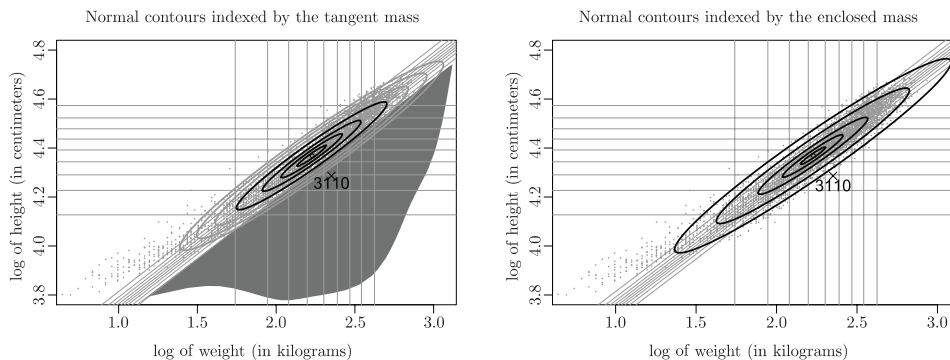 Normal contours indexed by the tangent mass
log of height (in centimeters)
4.8
4.6
4.4
4.2
4.0
3.8
3110
1.0 1.5 2.0 2.5 3.0
log of weight (in kilograms)
Normal contours indexed by the enclosed mass
log of height (in centimeters)
4.8
4.6
4.4
4.2
4.0
3.8
3110
1.0 1.5 2.0 2.5 3.0
log of weight (in kilograms)